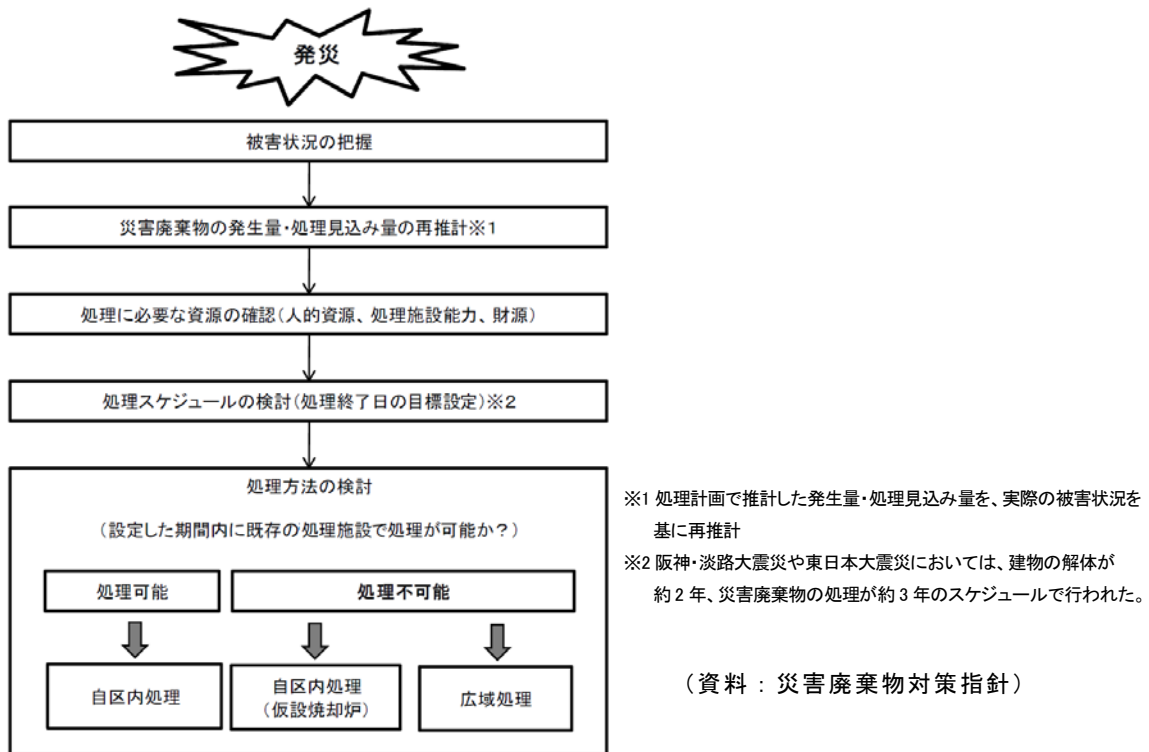 発災
被害状況の把握
災害廃棄物の発生量・処理見込み量の再推計※1
処理に必要な資源の確認(人的資源、処理施設能力、財源)
処理スケジュールの検討(処理終了日の目標設定)※2
処理方法の検討
(設定した期間内に既存の処理施設で処理が可能か?)
処理可能
処理不可能
自区内処理
自区内処理
(仮設焼却炉)
広域処理
※1 処理計画で推計した発生量・処理見込み量を、実際の被害状況を
基に再推計
※2 阪神・淡路大震災や東日本大震災においては、建物の解体が
約2年、災害廃棄物の処理が約3年のスケジュールで行われた。
(資料:災害廃棄物対策指針)